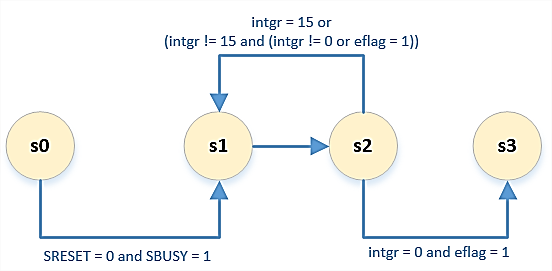 intgr = 15 or
(intgr != 15 and (intgr != 0 or eflag = 1))
s0
s1
s2
s3
SRESET = 0 and SBUSY = 1
intgr = 0 and eflag = 1